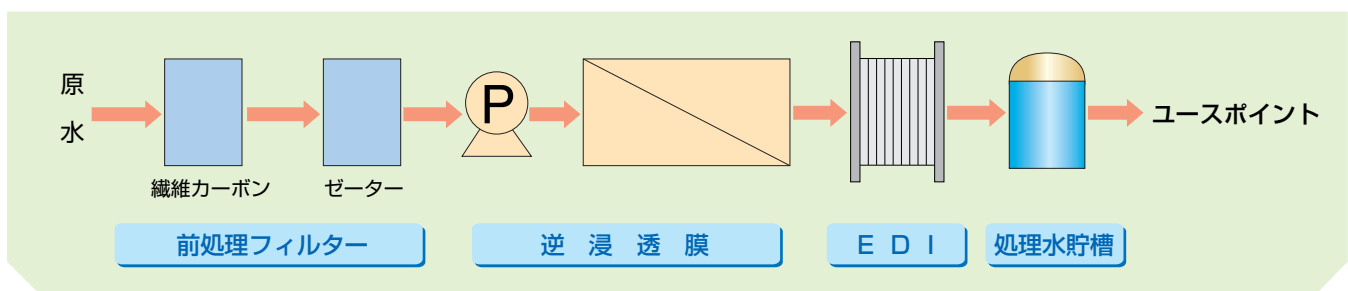 原
水
P
ユースポイント
繊維カーボン
ゼーター
前処理フィルター
逆浸透膜
EDI
処理水貯槽